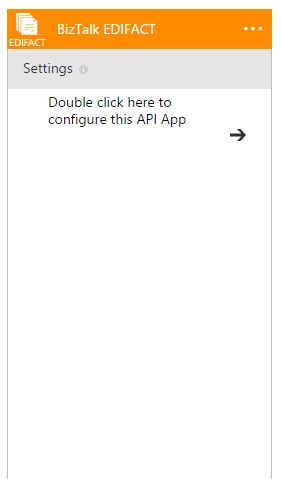 EDIFACT
BizTalk EDIFACT
Settings
Double click here to
configure this API App